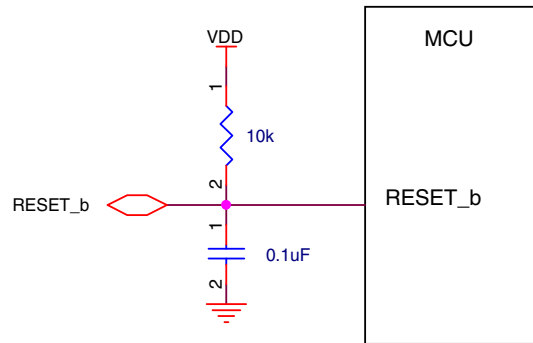 VDD
MCU
1
10k
2
RESET_b
RESET_b
1
0.1uF
2